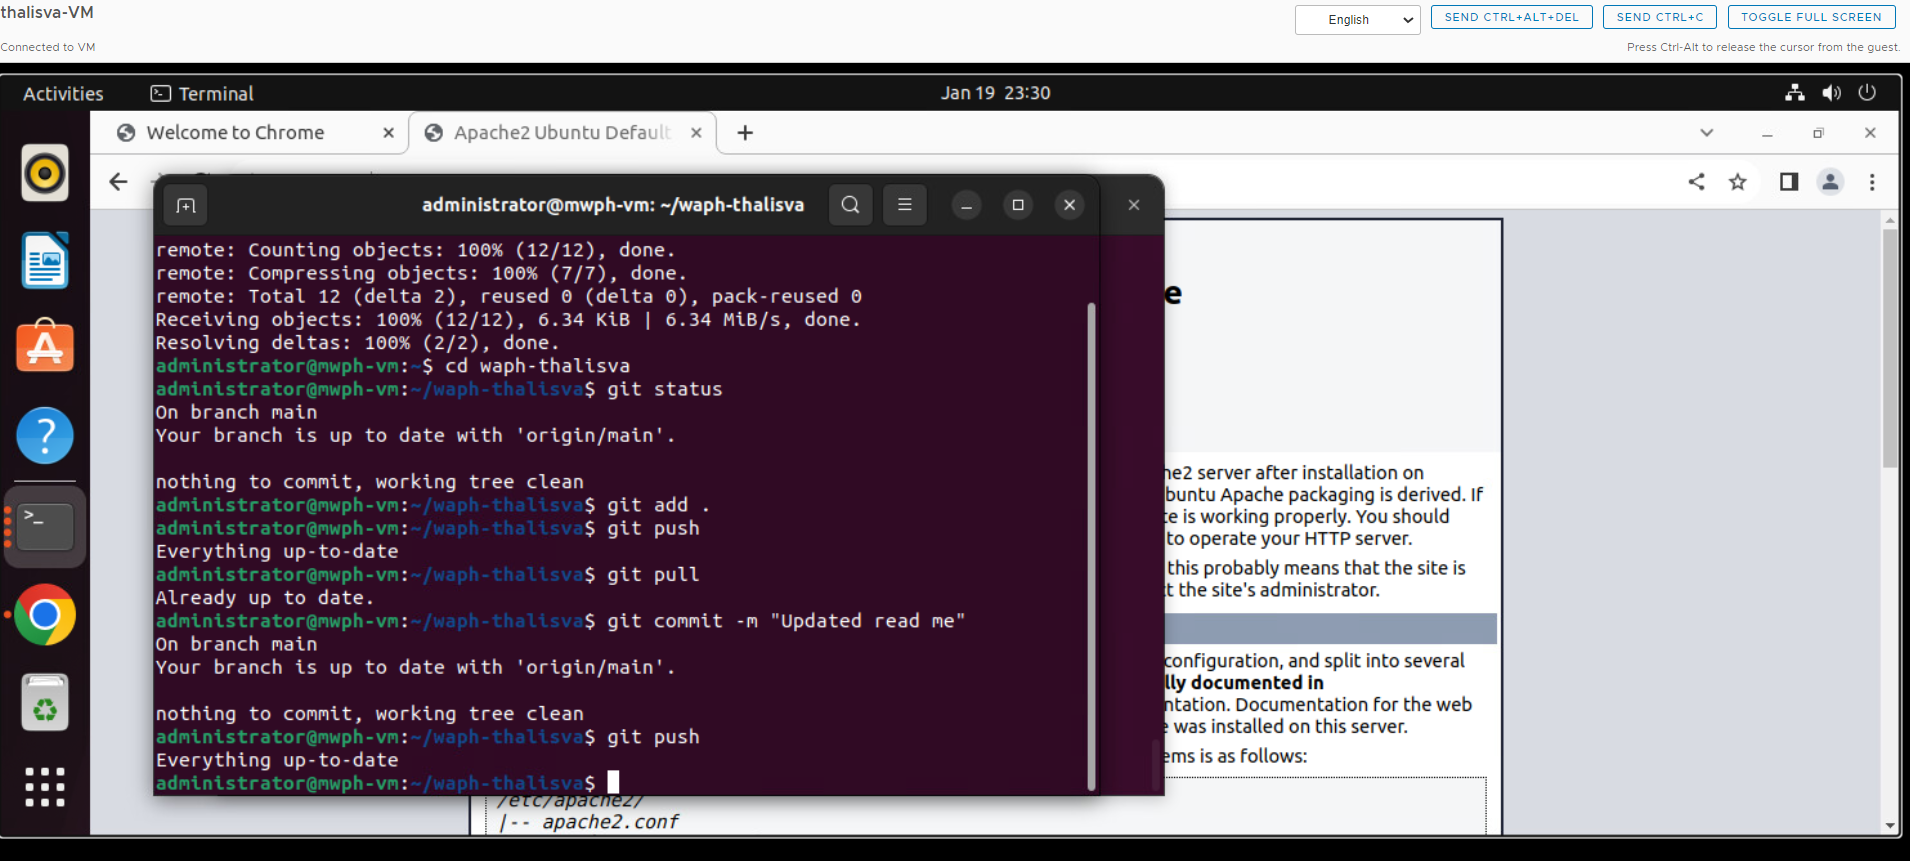 thalisva-VM
English
SEND CTRL+ALT+DEL
SEND CTRL+C
TOGGLE FULL SCREEN
Connected to VM
Press Ctrl-Alt to release the cursor from the guest.
Activities
Terminal
Jan 19 23:30
Welcome to Chrome
Apache2 Ubuntu Default
administrator@mwph-vm: ~/waph-thalisva
remote: Counting objects: 100% (12/12), done.
remote: Compressing objects: 100% (7/7), done.
remote: Total 12 (delta 2), reused 0 (delta 0), pack-reused 0
Receiving objects: 100% (12/12), 6.34 KiB | 6.34 MiB/s, done.
Resolving deltas: 100% (2/2), done.
administrator@mwph-vm:~$ cd waph-thalisva
administrator@mwph-vm:~/waph-thalisva$ git status
On branch main
Your branch is up to date with 'origin/main'.
nothing to commit, working tree clean
administrator@mwph-vm:~/waph-thalisva$ git add .
administrator@mwph-vm:~/waph-thalisva$ git push
Everything up-to-date
administrator@mwph-vm:~/waph-thalisva$ git pull
Already up to date.
administrator@mwph-vm:~/waph-thalisva$ git commit -m "Updated read me"
On branch main
Your branch is up to date with 'origin/main'.
nothing to commit, working tree clean
administrator@mwph-vm:~/waph-thalisva$ git push
Everything up-to-date
administrator@mwph-vm:~/waph-thalisva$
e
he2 server after installation on
buntu Apache packaging is derived. If
te is working properly. You should
to operate your HTTP server.
this probably means that the site is
ct the site's administrator.
configuration, and split into several
lly documented in
ntation. Documentation for the web
e was installed on this server.
ems is as follows:
/etc/apache2/
|-- apache2.conf